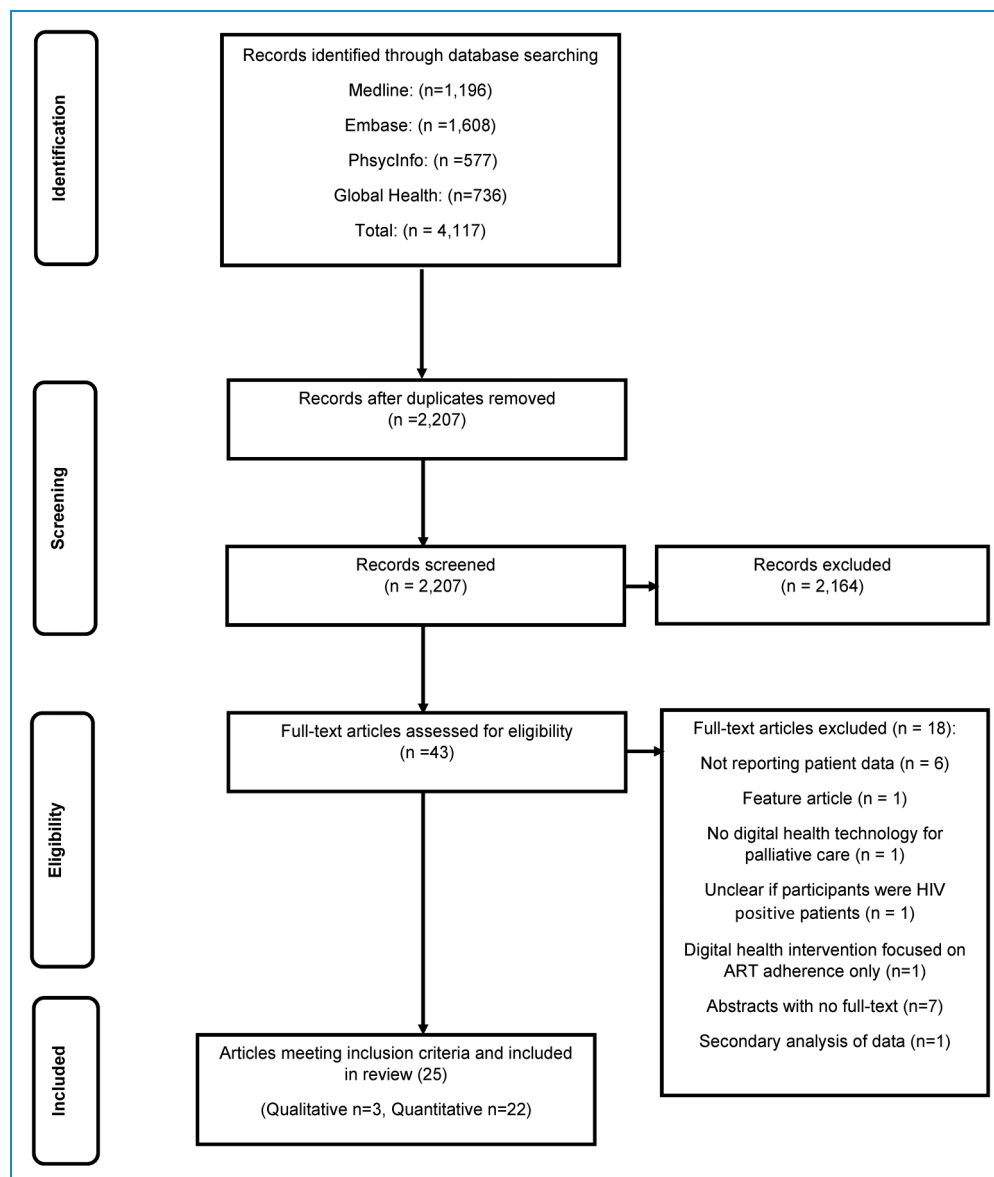 Identification
Records identified through database searching
Medline: (n=1,196)
Embase: (n =1,608)
PhsycInfo: (n =577)
Global Health: (n=736)
Total: (n = 4,117)
Screening
Records after duplicates removed
(n =2,207)
Records screened
(n = 2,207)
Records excluded
(n = 2,164)
Eligibility
Full-text articles assessed for eligibility
(n =43)
Full-text articles excluded (n = 18):
Not reporting patient data (n = 6)
Feature article (n = 1)
No digital health technology for
palliative care (n = 1)
Unclear if participants were HIV
positive patients (n = 1)
Digital health intervention focused on
ART adherence only (n=1)
Abstracts with no full-text (n=7)
Secondary analysis of data (n=1)
Included
Articles meeting inclusion criteria and included
in review (25)
(Qualitative n=3, Quantitative n=22)